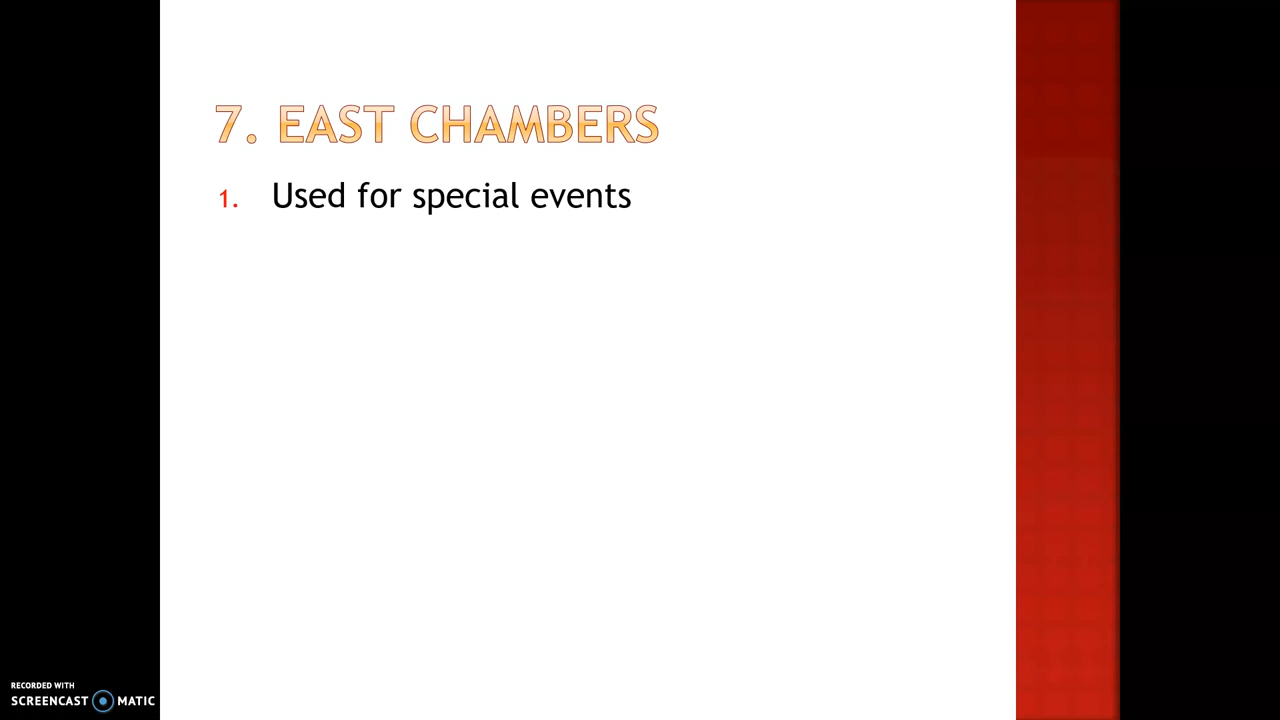 7. EAST CHAMBERS
1. Used for special events
RECORDED WITH
SCREENCAST MATIC